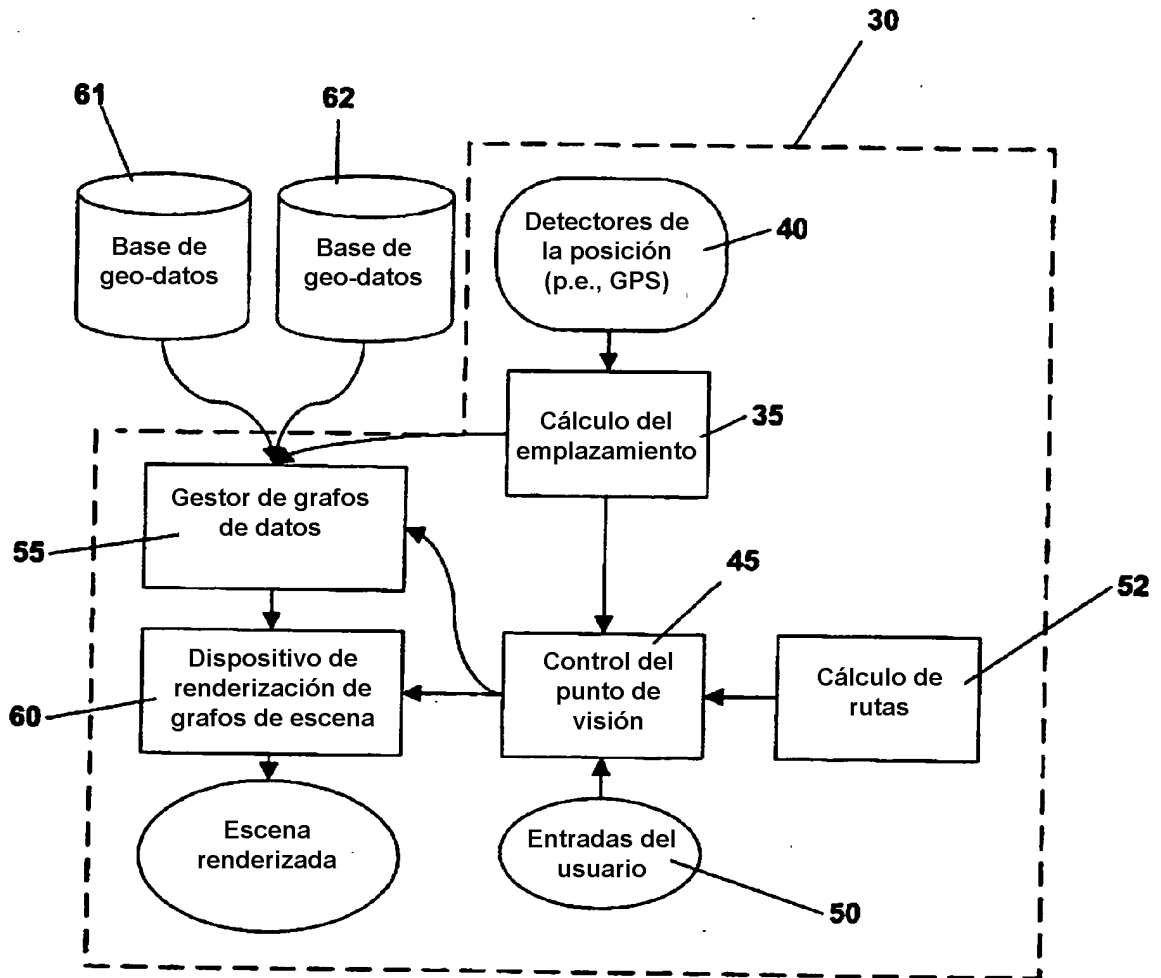 30
61
62
Base de
geo-datos
Base de
geo-datos
Detectores de
la posición
(p.e., GPS)
40
Cálculo del
emplazamiento
35
Gestor de grafos
de datos
55
45
52
Dispositivo de
renderización de
grafos de escena
60
Control del
punto de
visión
Cálculo de
rutas
Escena
renderizada
Entradas del
usuario
50